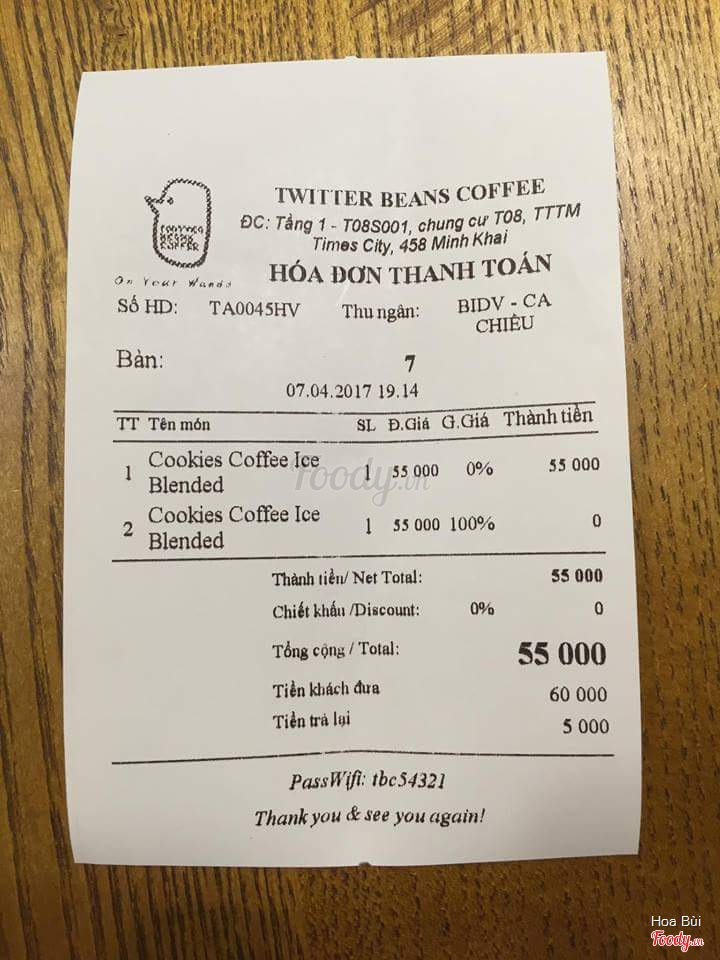 TWITTER BEANS COFFEE
ĐC: Tầng 1 - T08S001, chung cư T08, TTTM
Times City, 458 Minh Khai
On Your Hands
HÓA ĐƠN THANH TOÁN
Số HD: TA0045HV Thu ngân: BIDV - CA
CHIỀU
Bàn: 7
07.04.2017 19.14
TT Tên món SL Đ.Giá G.Giá Thành tiền
1 Cookies Coffee Ice 1 55 000 0% 55 000
Blended
2 Cookies Coffee Ice 1 55 000 100% 0
Blended
Foody.vn
Thành tiền/ Net Total: 55 000
Chiết khấu /Discount: 0% 0
Tổng cộng / Total: 55 000
Tiền khách đưa 60 000
Tiền trả lại 5 000
PassWifi: tbc54321
Thank you & see you again!
Hoa Bùi
Foody.vn